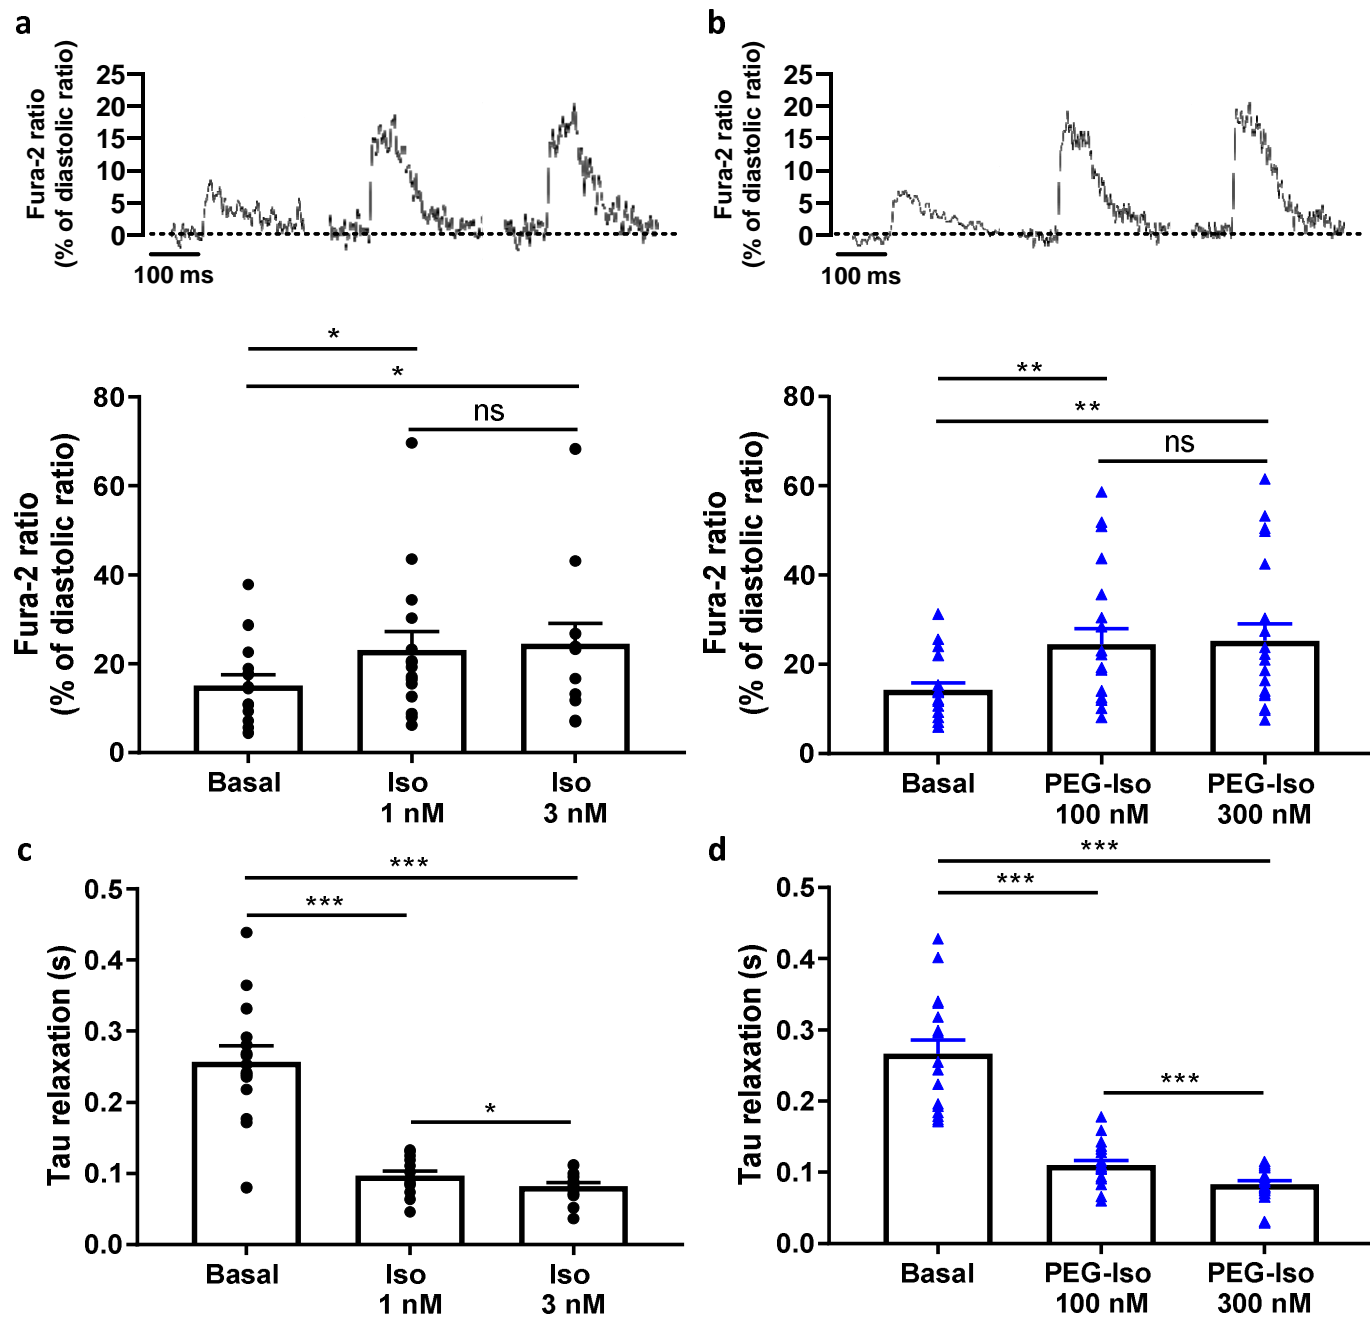 a
Fura-2 ratio
(% of diastolic ratio)
25
20
15
10
5
0
100 ms
b
Fura-2 ratio
(% of diastolic ratio)
25
20
15
10
5
0
100 ms
*
*
ns
Fura-2 ratio
(% of diastolic ratio)
80
60
40
20
0
Basal
Iso
1 nM
Iso
3 nM
**
**
ns
Fura-2 ratio
(% of diastolic ratio)
80
60
40
20
0
Basal
PEG-Iso
100 nM
PEG-Iso
300 nM
c
***
***
*
Tau relaxation (s)
0.5
0.4
0.3
0.2
0.1
0.0
Basal
Iso
1 nM
Iso
3 nM
d
***
***
***
Tau relaxation (s)
0.5
0.4
0.3
0.2
0.1
0.0
Basal
PEG-Iso
100 nM
PEG-Iso
300 nM